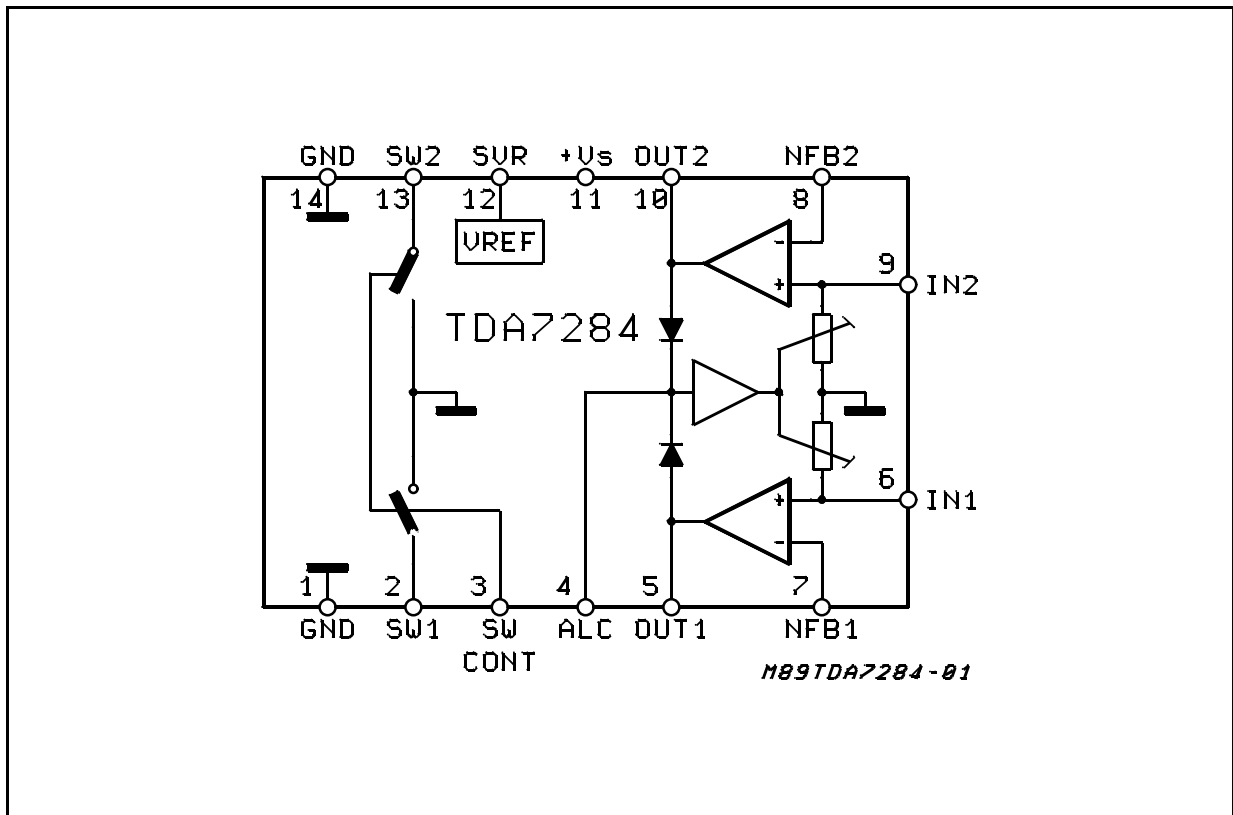 GND SW2 SVR +Vs OUT2 NFB2
14 13 12 11 10 8
VREF
- 
9
+ IN2
TDA7284
6
+ IN1
-
1 2 3 4 5 7
GND SW1 SW ALC OUT1 NFB1
CONT
M89TDA7284-01